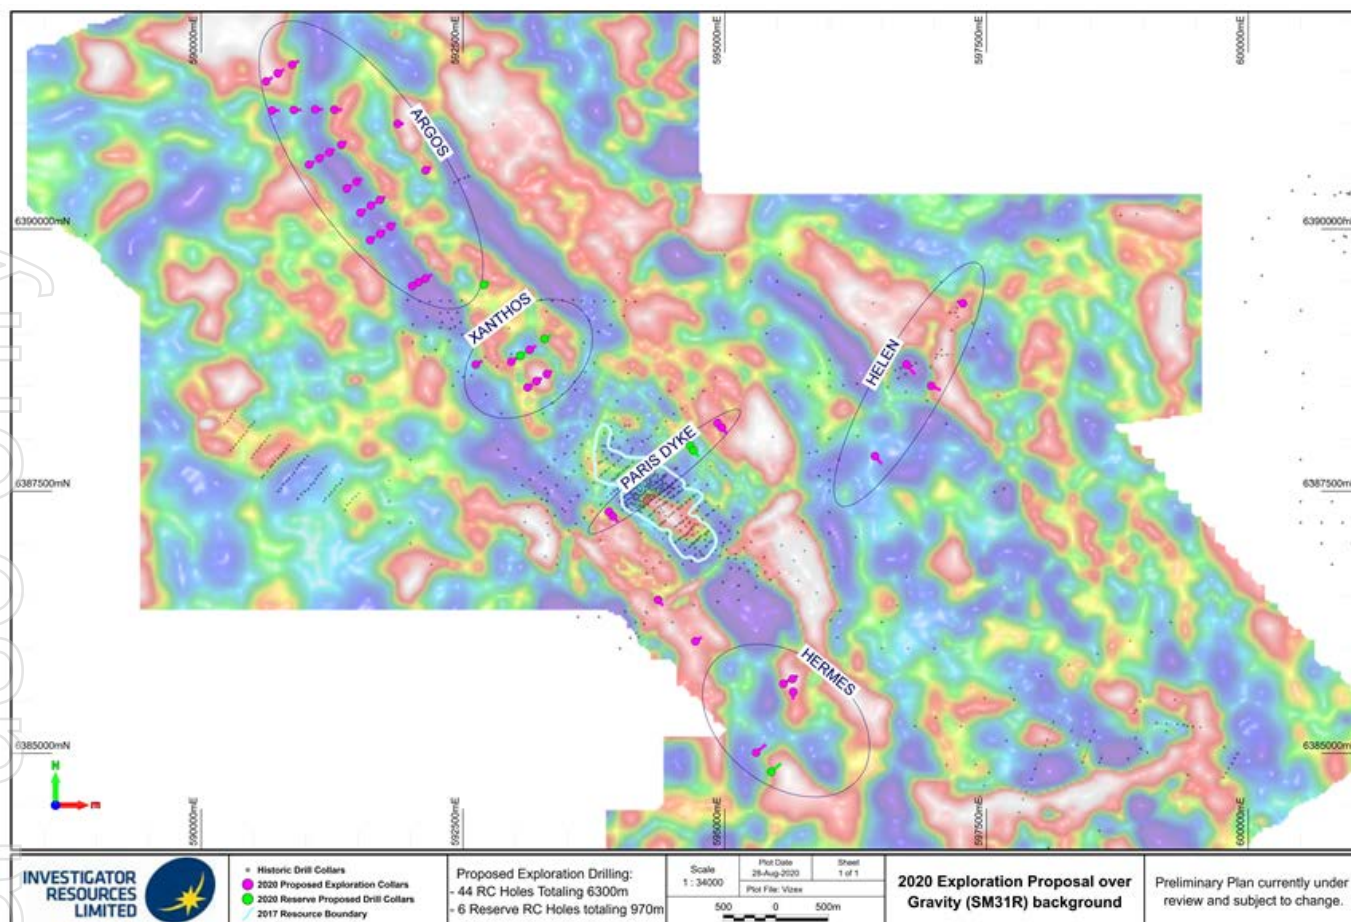 590000mE
592500mE
595000mE
597500mE
600000mE
ARGOS
6390000mN
6390000m
XANTHOS
HELEN
PARIS DYKE
6387500mN
6387500m
HERMES
6385000mN
6385000m
N
E
590000mE
592500mE
595000mE
597500mE
600000mE
INVESTIGATOR
RESOURCES
LIMITED
Historic Drill Collars
2020 Proposed Exploration Collars
2020 Reserve Proposed Drill Collars
2017 Resource Boundary
Proposed Exploration Drilling:
- 44 RC Holes Totaling 6300m
- 6 Reserve RC Holes totaling 970m
Scale
1 : 34000
Plot Date
28-Aug-2020
Sheet
1 of 1
Plot File: Vizex
500 0 500m
2020 Exploration Proposal over
Gravity (SM31R) background
Preliminary Plan currently under
review and subject to change.